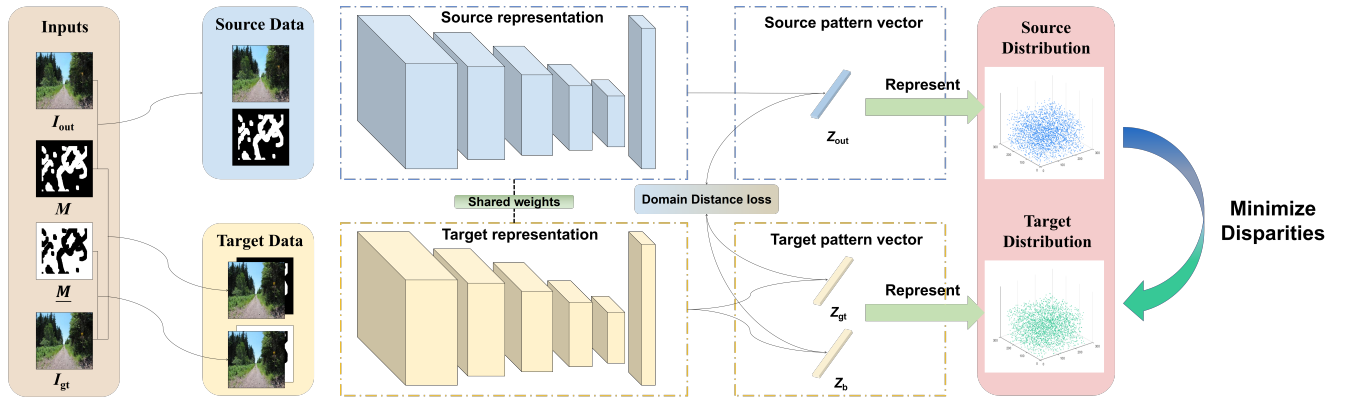 Inputs
I_out
M
M
I_gt
Source Data
Target Data
Source representation
Shared weights
Target representation
Source pattern vector
Z_out
Domain Distance loss
Target pattern vector
Z_gt
Z_b
Represent
Represent
Source
Distribution
Target
Distribution
Minimize
Disparities